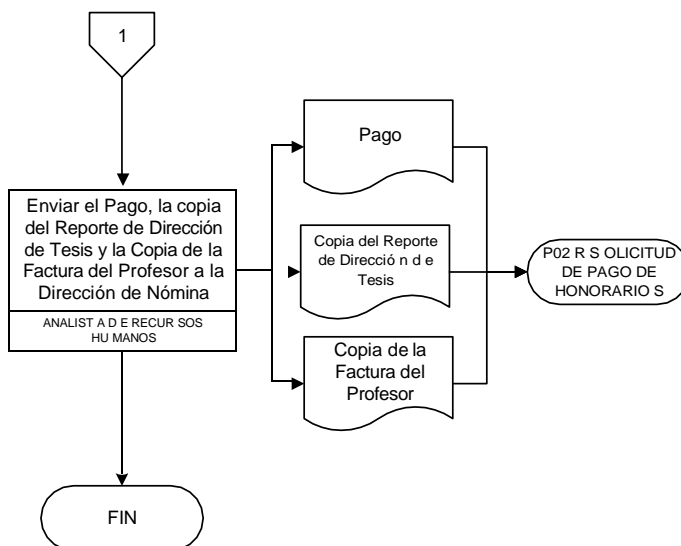 1
Enviar el Pago, la copia
del Reporte de Dirección
de Tesis y la Copia de la
Factura del Profesor a la
Dirección de Nómina
ANALIST A D E RECUR SOS
HU MANOS
Pago
Copia del Reporte
de Direcció n d e
Tesis
Copia de la
Factura del
Profesor
P02 R S OLICITUD
DE PAGO DE
HONORARIO S
FIN